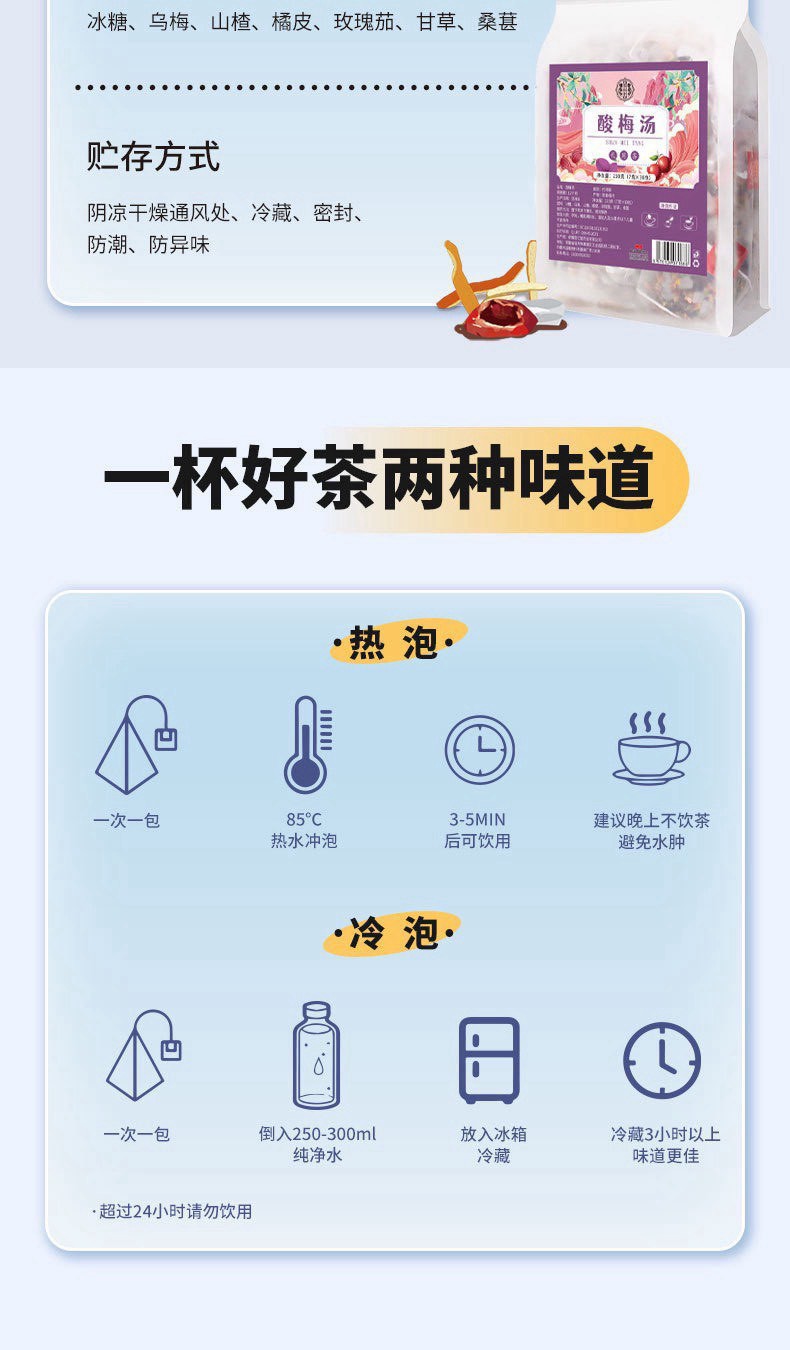 冰糖、乌梅、山楂、橘皮、玫瑰茄、甘草、桑葚
酸梅汤
SUAN MEI TANG
贮存方式
阴凉干燥通风处、冷藏、密封、
防潮、防异味
一杯好茶两种味道
·热 泡·
一次一包
85°C
热水冲泡
3-5MIN
后可饮用
建议晚上不饮茶
避免水肿
·冷 泡·
一次一包
倒入250-300ml
纯净水
放入冰箱
冷藏
冷藏3小时以上
味道更佳
·超过24小时请勿饮用